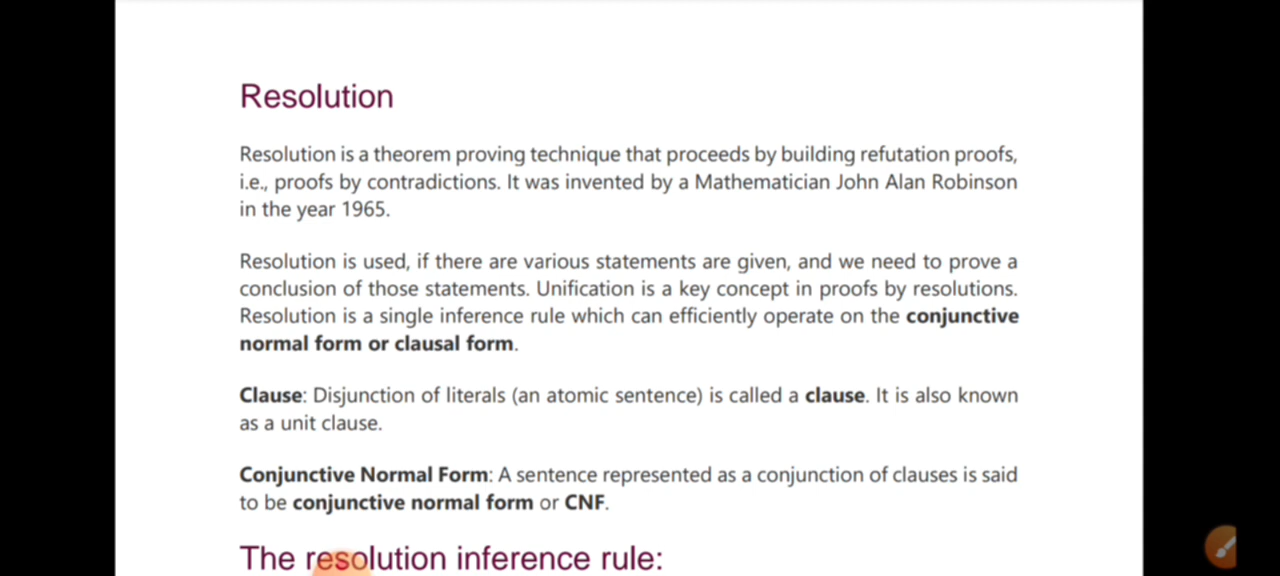 Resolution
Resolution is a theorem proving technique that proceeds by building refutation proofs,
i.e., proofs by contradictions. It was invented by a Mathematician John Alan Robinson
in the year 1965.
Resolution is used, if there are various statements are given, and we need to prove a
conclusion of those statements. Unification is a key concept in proofs by resolutions.
Resolution is a single inference rule which can efficiently operate on the conjunctive
normal form or clausal form.
Clause: Disjunction of literals (an atomic sentence) is called a clause. It is also known
as a unit clause.
Conjunctive Normal Form: A sentence represented as a conjunction of clauses is said
to be conjunctive normal form or CNF.
The resolution inference rule: